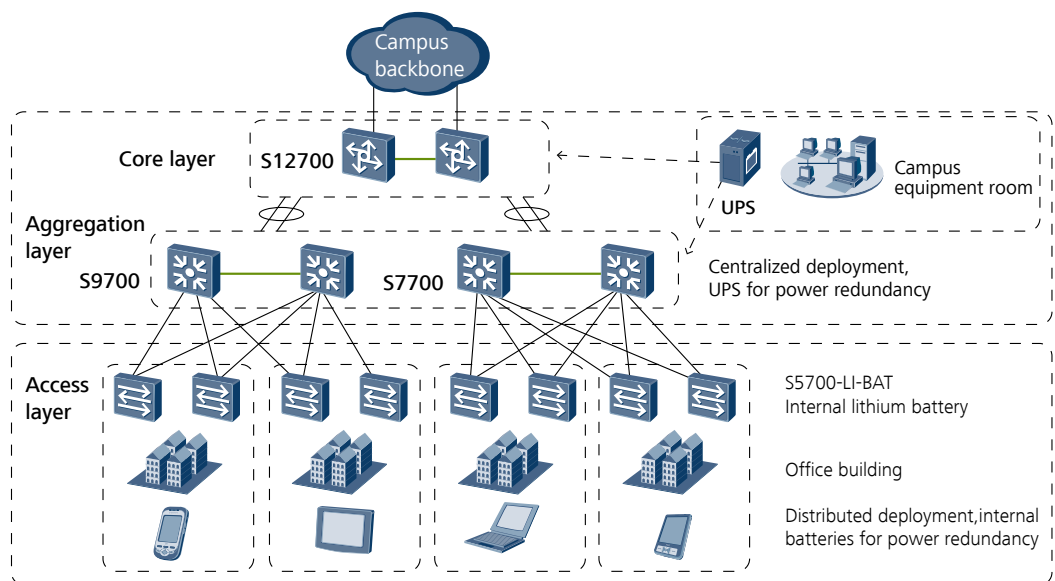 Campus
backbone
Core layer
S12700
UPS
Campus
equipment room
Aggregation
layer
S9700
S7700
Centralized deployment,
UPS for power redundancy
Access
layer
S5700-LI-BAT
Internal lithium battery
Office building
Distributed deployment,internal
batteries for power redundancy